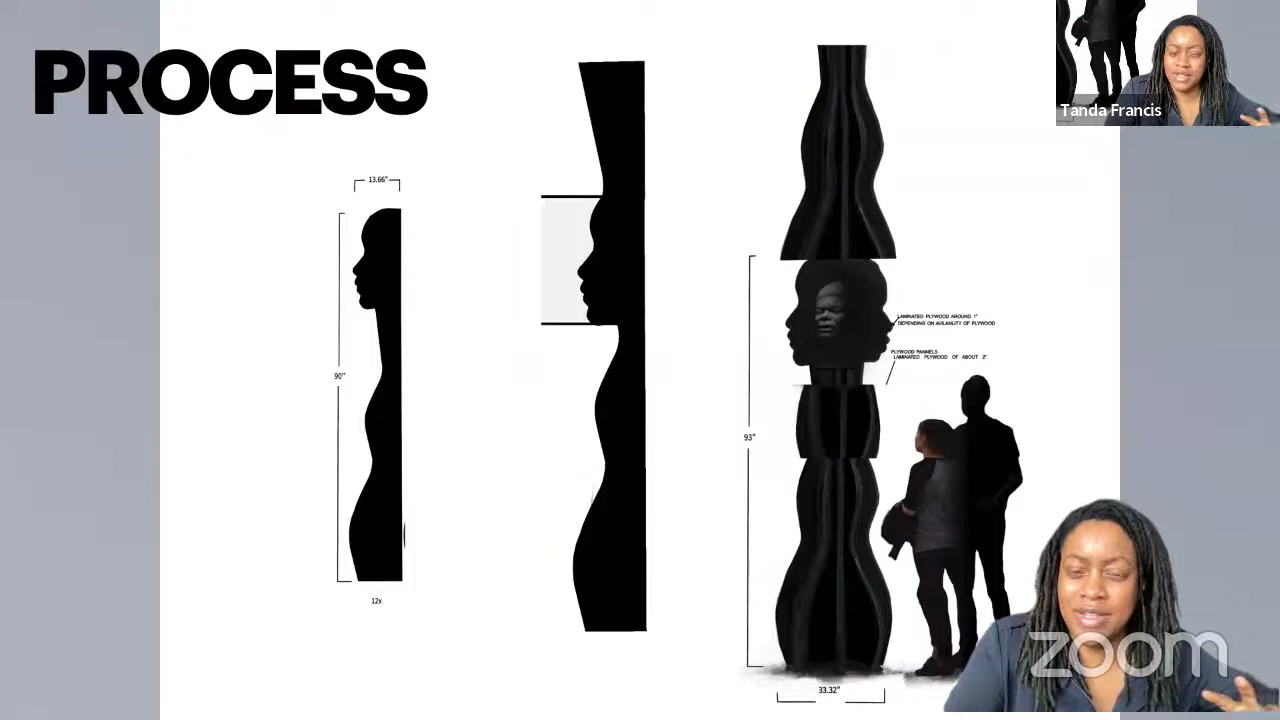 PROCESS
Tanda Francis
13.66"
90"
12x
LAMINATED PLYWOOD AROUND 1"
DEPENDING ON AVILANLITY OF PLYWOOD
PLYWOOD PANNELS
LAMINATED PLYWOOD OF ABOUT 2"
93"
33.32"
zoom